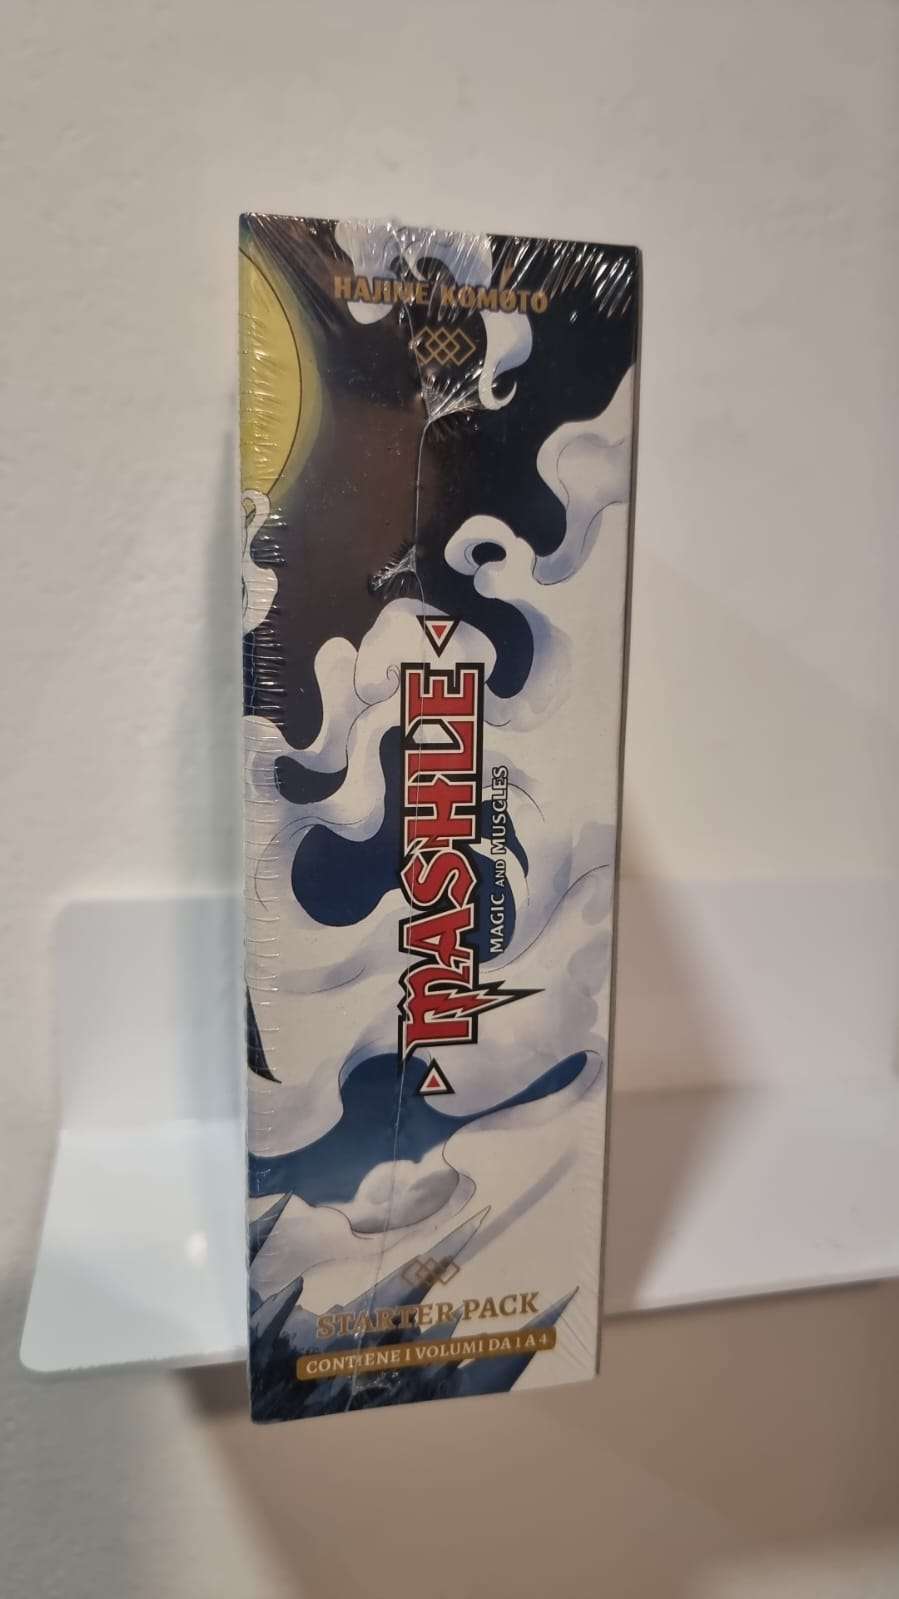 HAJIME KOMOTO
MASHLE
MAGIC AND MUSCLES
STARTER PACK
CONTIENE I VOLUMI DA 1 A 4